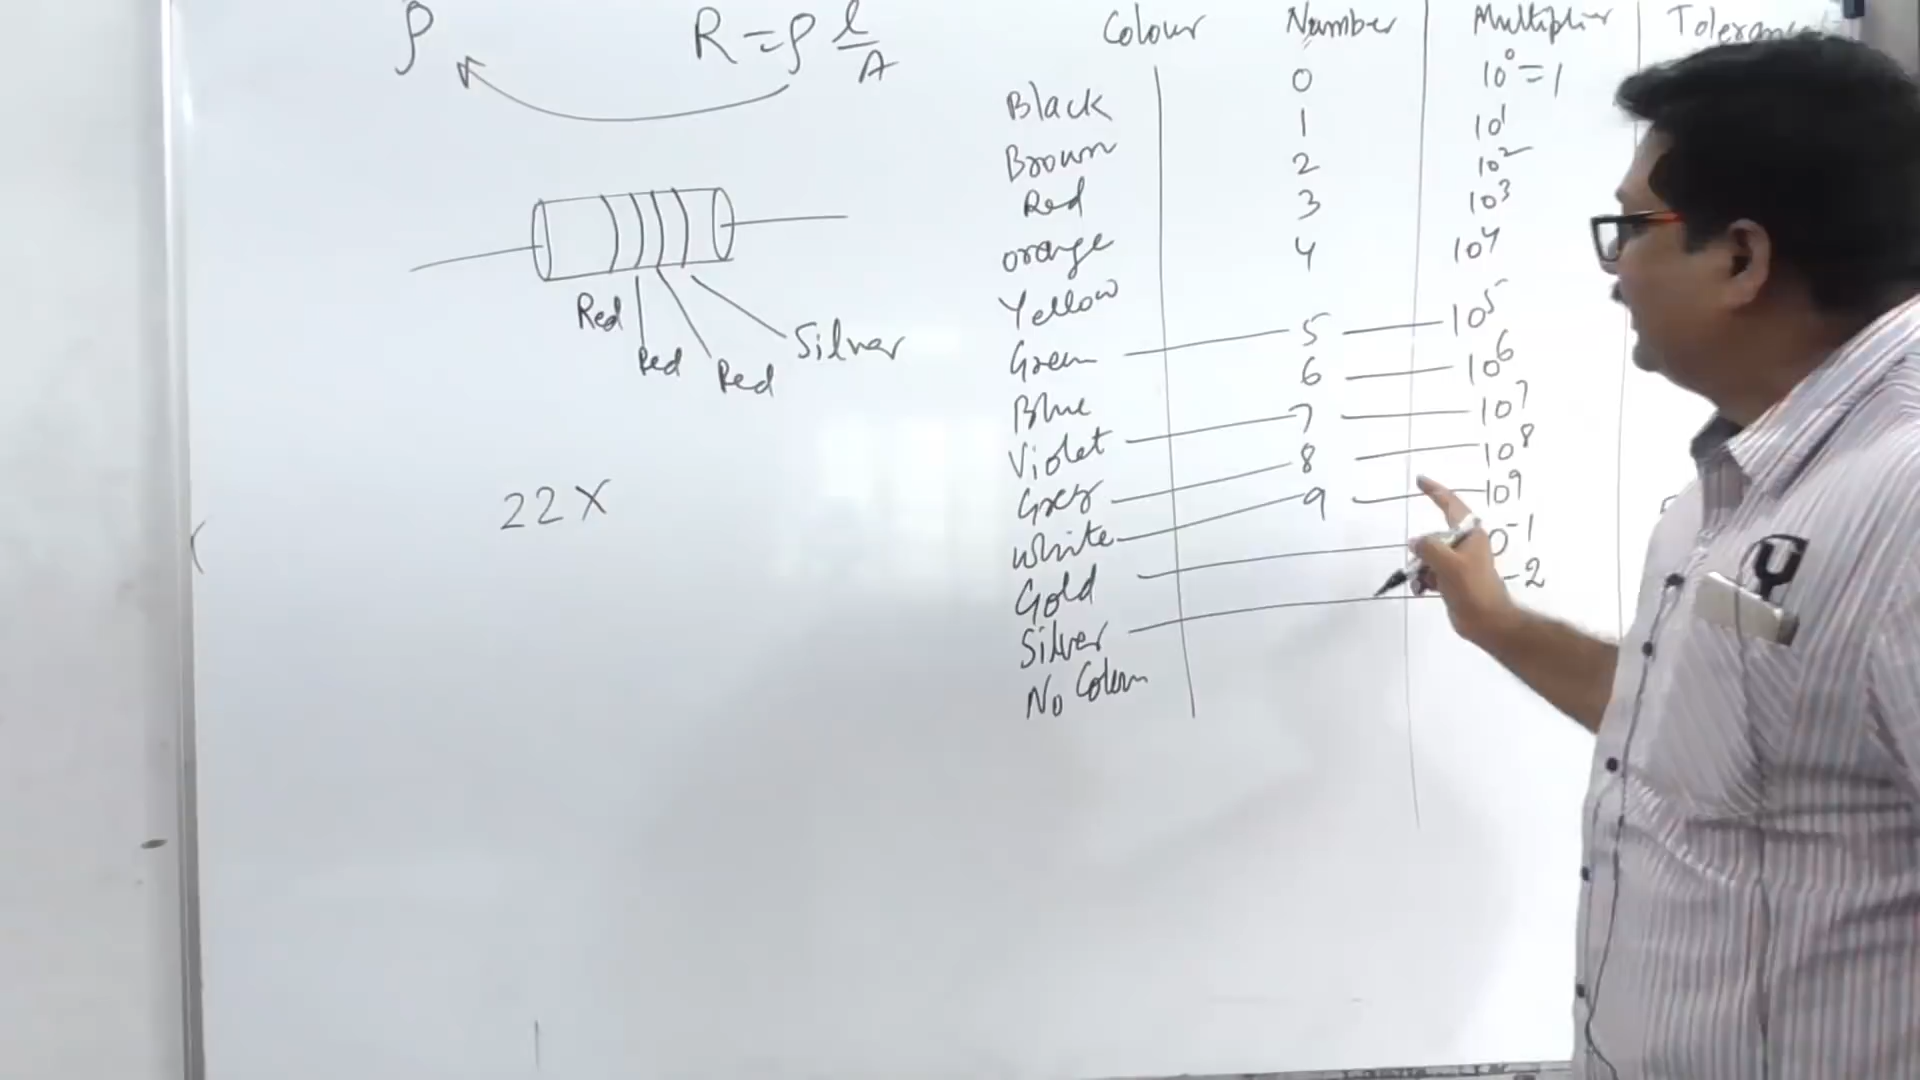 ρ R = ρ l/A
Colour Number Multiplier
Black 0 10⁰ = 1
Brown 1 10¹
Red 2 10²
orange 3 10³
Yellow 4 10⁴
Green 5 10⁵
Blue 6 10⁶
Violet 7 10⁷
Grey 8 10⁸
White 9 10⁹
Gold -1
Silver -2
No Colour
Red Red Red Silver
22 X